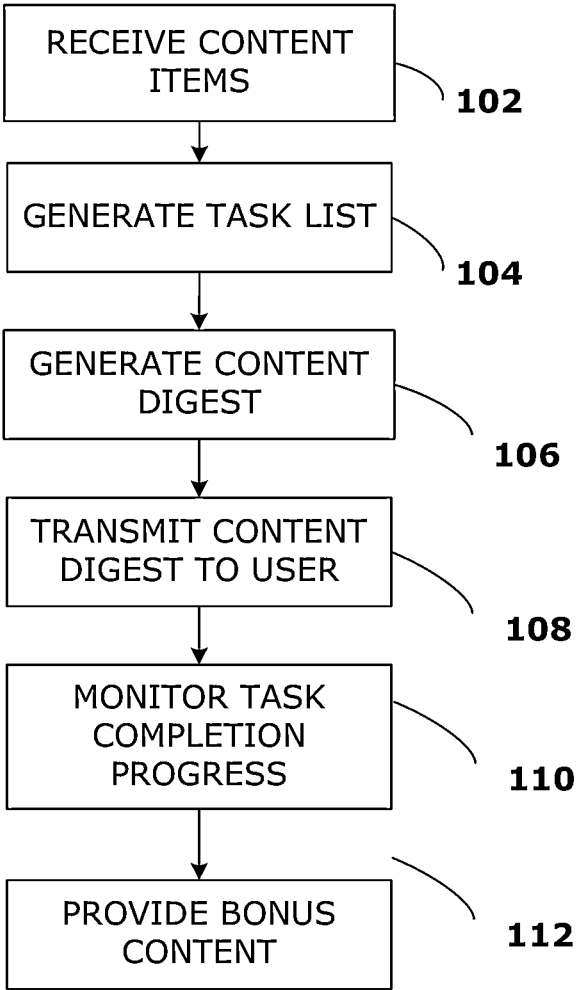 RECEIVE CONTENT
ITEMS
102
GENERATE TASK LIST
104
GENERATE CONTENT
DIGEST
106
TRANSMIT CONTENT
DIGEST TO USER
108
MONITOR TASK
COMPLETION
PROGRESS
110
PROVIDE BONUS
CONTENT
112